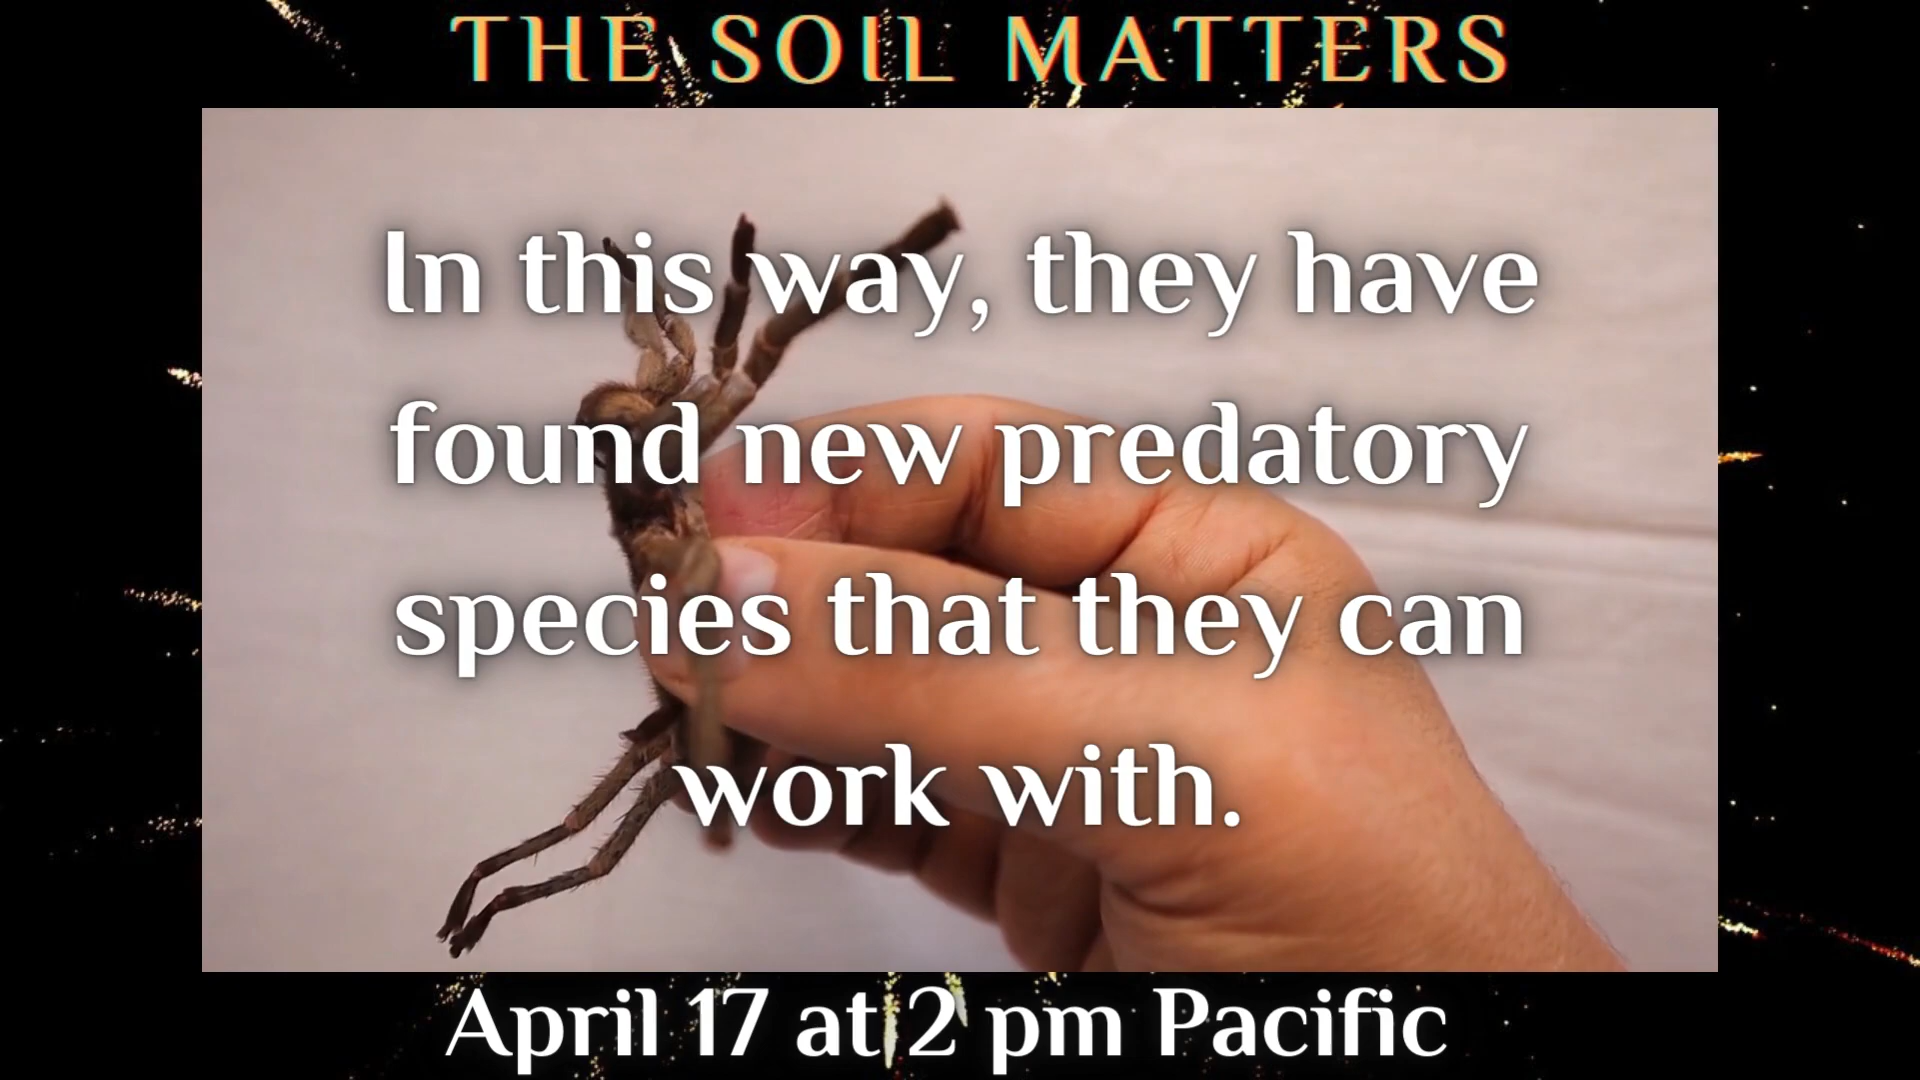 THE SOIL MATTERS
In this way, they have
found new predatory
species that they can
work with.
April 17 at 2 pm Pacific